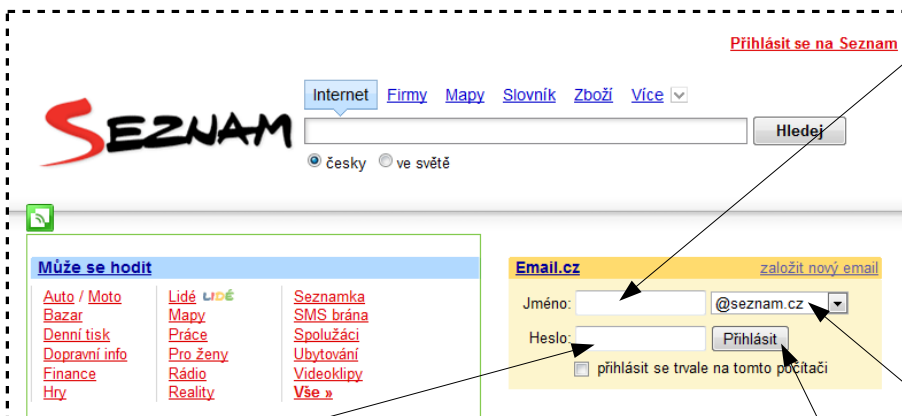 Přihlásit se na Seznam
Internet Firmy Mapy Slovník Zboží Více
SEZNAM
Hledej
česky ve světě
Může se hodit
Auto / Moto
Bazar
Denní tisk
Dopravní info
Finance
Hry
Lidé LIDÉ
Mapy
Práce
Pro ženy
Rádio
Reality
Seznamka
SMS brána
Spolužáci
Ubytování
Videoklipy
Vše »
Email.cz založit nový email
Jméno: @seznam.cz
Heslo: Přihlásit
přihlásit se trvale na tomto počítači